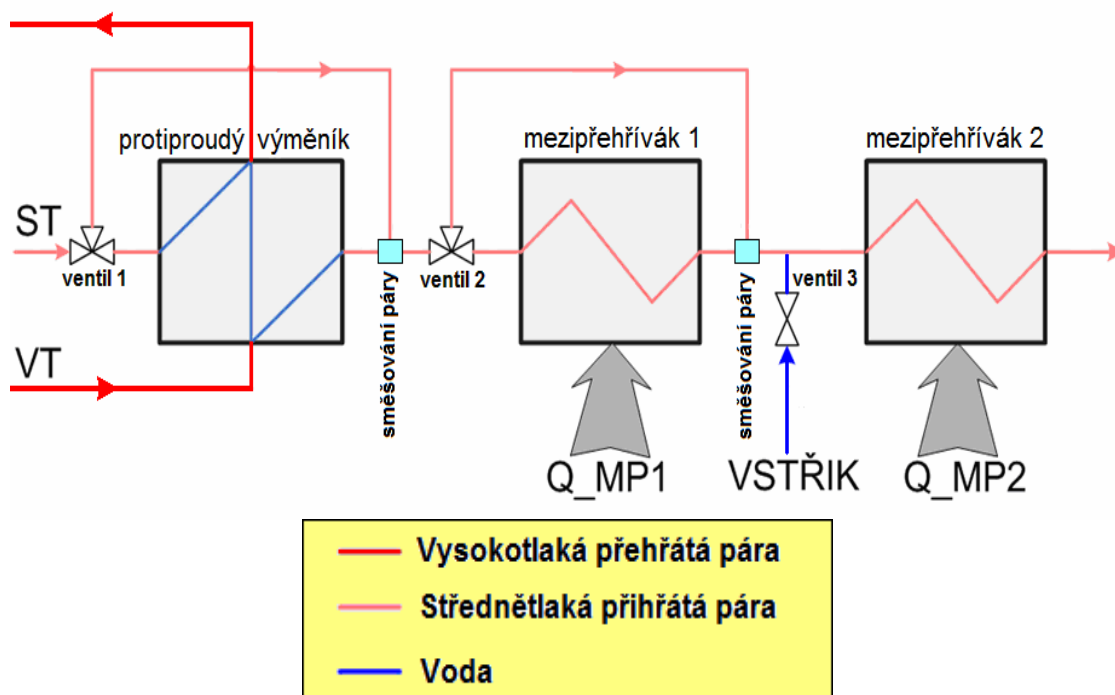 protiproudý výměník
mezipřehřívák 1
mezipřehřívák 2
ST
ventil 1
ventil 2
ventil 3
směšování páry
směšování páry
VT
Q_MP1
VSTŘIK
Q_MP2
Vysokotlaká přehřátá pára
Střednětlaká přihřátá pára
Voda